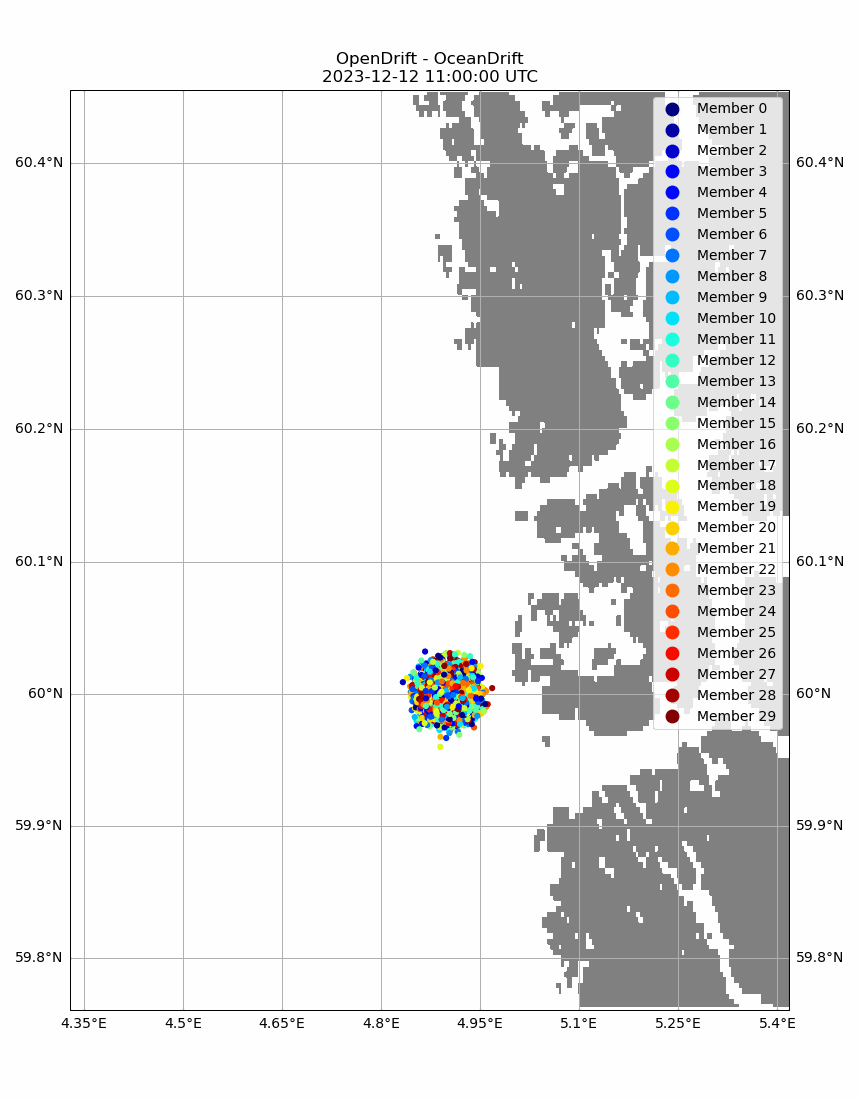 OpenDrift - OceanDrift
2023-12-12 11:00:00 UTC
Member 0
Member 1
Member 2
Member 3
Member 4
Member 5
Member 6
Member 7
Member 8
Member 9
Member 10
Member 11
Member 12
Member 13
Member 14
Member 15
Member 16
Member 17
Member 18
Member 19
Member 20
Member 21
Member 22
Member 23
Member 24
Member 25
Member 26
Member 27
Member 28
Member 29
60.4°N 60.4°N
60.3°N 60.3°N
60.2°N 60.2°N
60.1°N 60.1°N
60°N 60°N
59.9°N 59.9°N
59.8°N 59.8°N
4.35°E 4.5°E 4.65°E 4.8°E 4.95°E 5.1°E 5.25°E 5.4°E